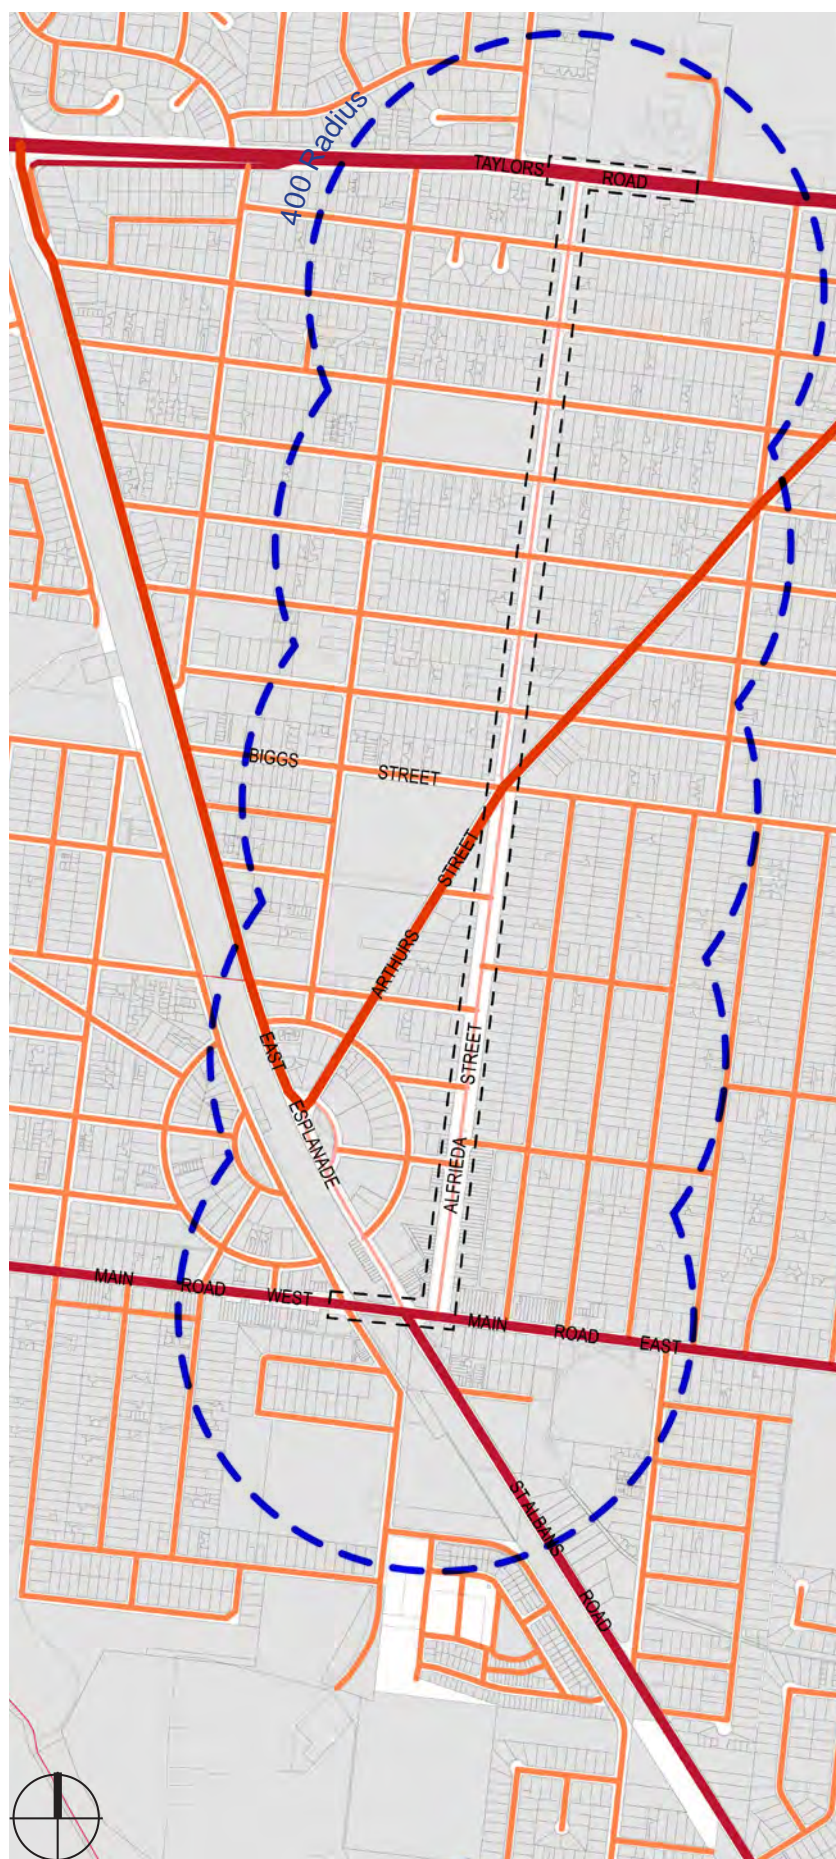 400 Radius
TAYLORS ROAD
BIGGS STREET
ARTHURS STREET
EAST ESPLANADE
ALFRIEDA STREET
MAIN ROAD WEST
MAIN ROAD EAST
ST ALBANS ROAD